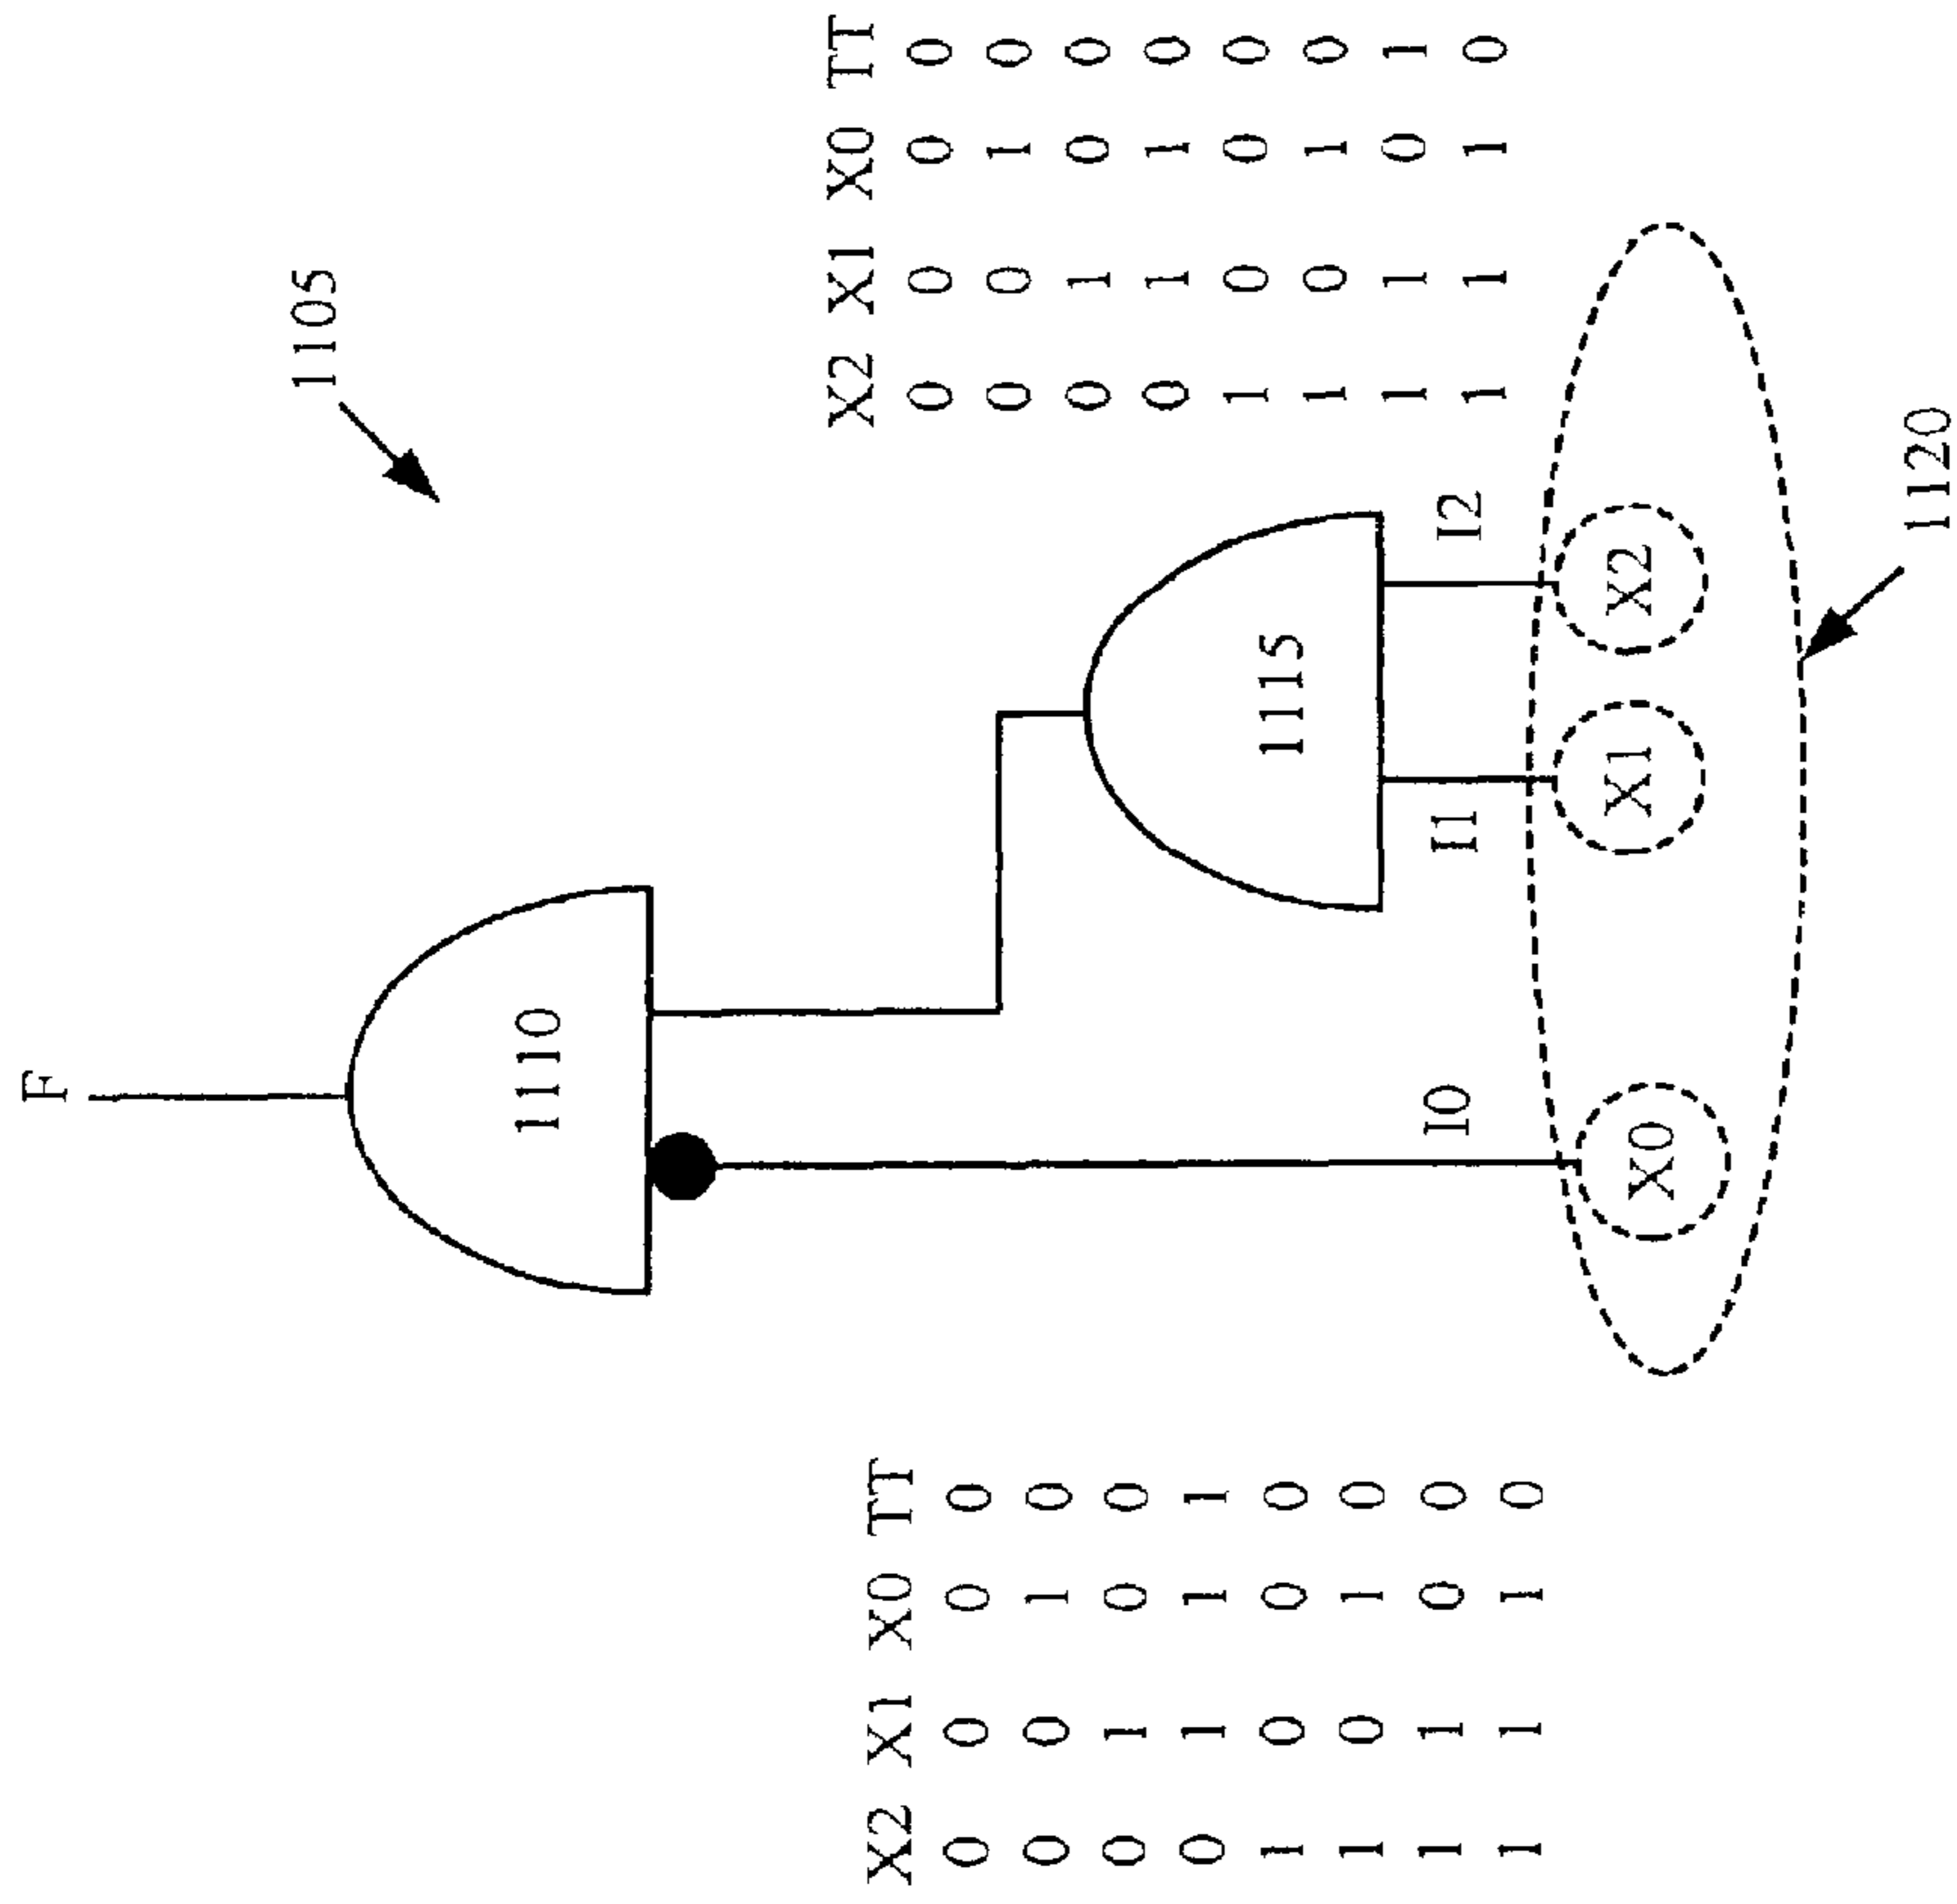 F
1105
1110
X2 X1 X0 TT
0 0 0 0
0 0 1 0
0 1 0 0
0 1 1 1
1 0 0 0
1 0 1 0
1 1 0 0
1 1 1 0
X2 X1 X0 TT
0 0 0 0
0 0 1 0
0 1 0 0
0 1 1 0
1 0 0 0
1 0 1 0
1 1 0 1
1 1 1 0
1115
I0 I1 I2
X0 X1 X2
1120